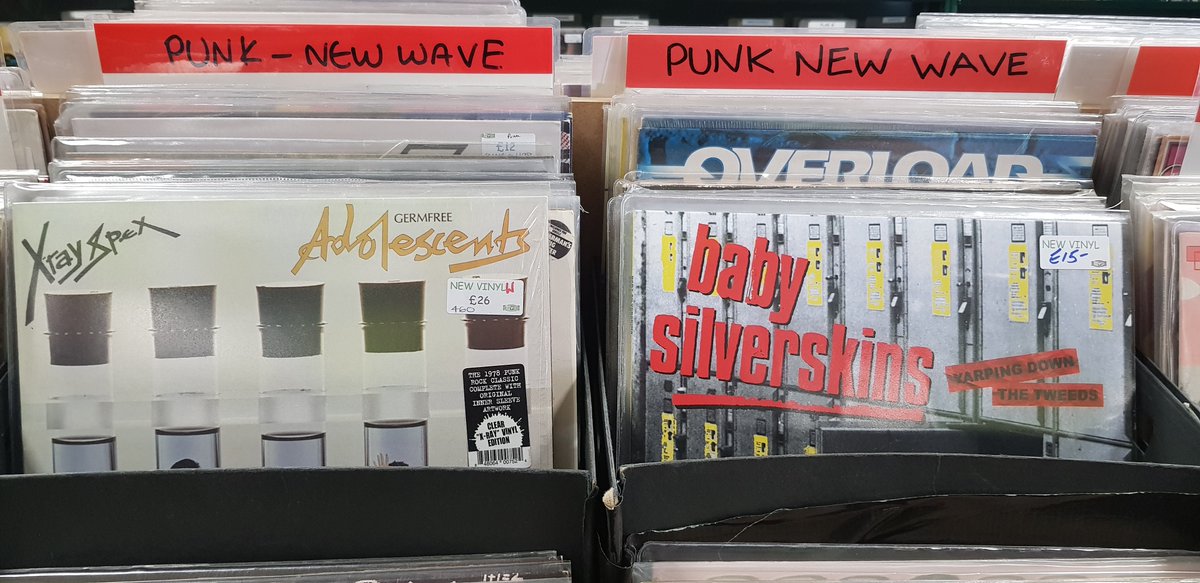 PUNK - NEW WAVE
PUNK NEW WAVE
£12
OVERLOAD
X-ray Spex
GERMFREE
Adolescents
NEW VINYL
£26
460
THE 1978 PUNK
ROCK CLASSIC
COMPLETE WITH
ORIGINAL
INNER SLEEVE
ARTWORK
CLEAR
"X-RAY" VINYL
EDITION
baby
silverskins
KARPING DOWN
THE TWEEDS
NEW VINYL
£15-